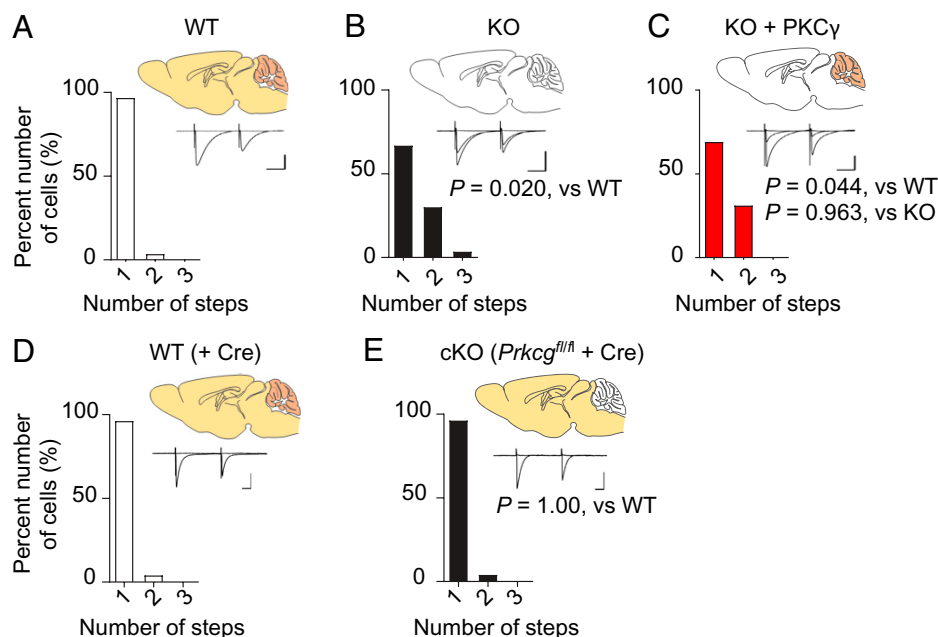 A
WT
Percent number
of cells (%)
100
50
0
1
2
3
Number of steps
B
KO
100
50
0
P = 0.020, vs WT
1
2
3
Number of steps
C
KO + PKCγ
100
50
0
P = 0.044, vs WT
P = 0.963, vs KO
1
2
3
Number of steps
D
WT (+ Cre)
Percent number
of cells (%)
100
50
0
1
2
3
Number of steps
E
cKO (Prkcg^fl/fl + Cre)
100
50
0
P = 1.00, vs WT
1
2
3
Number of steps